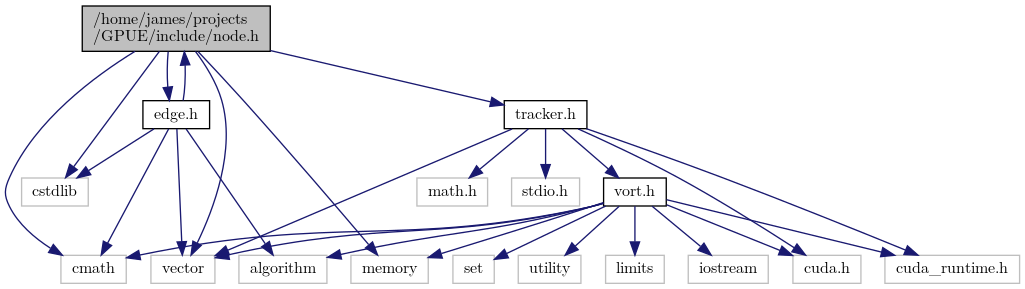 /home/james/projects
/GPUE/include/node.h
edge.h
tracker.h
cstdlib
math.h
stdio.h
vort.h
cmath
vector
algorithm
memory
set
utility
limits
iostream
cuda.h
cuda_runtime.h